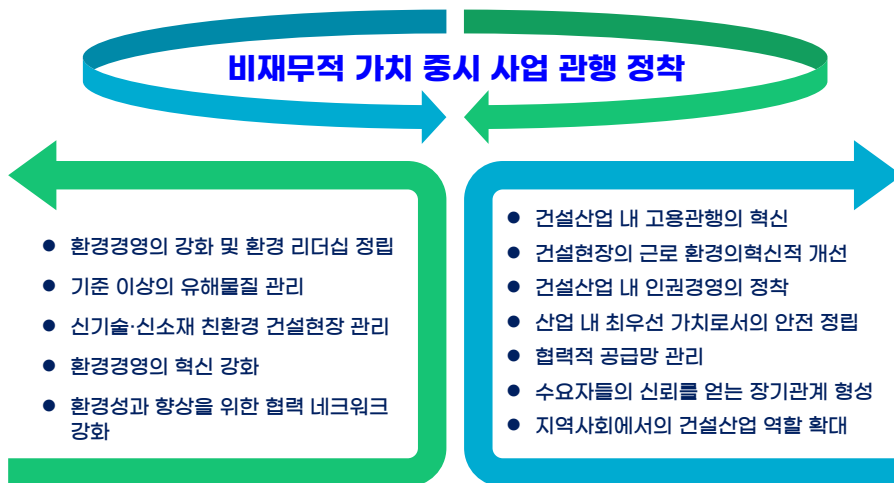 비재무적 가치 중시 사업 관행 정착
● 환경경영의 강화 및 환경 리더십 정립
● 기준 이상의 유해물질 관리
● 신기술·신소재 친환경 건설현장 관리
● 환경경영의 혁신 강화
● 환경성과 향상을 위한 협력 네크워크
강화
● 건설산업 내 고용관행의 혁신
● 건설현장의 근로 환경의혁신적 개선
● 건설산업 내 인권경영의 정착
● 산업 내 최우선 가치로서의 안전 정립
● 협력적 공급망 관리
● 수요자들의 신뢰를 얻는 장기관계 형성
● 지역사회에서의 건설산업 역할 확대